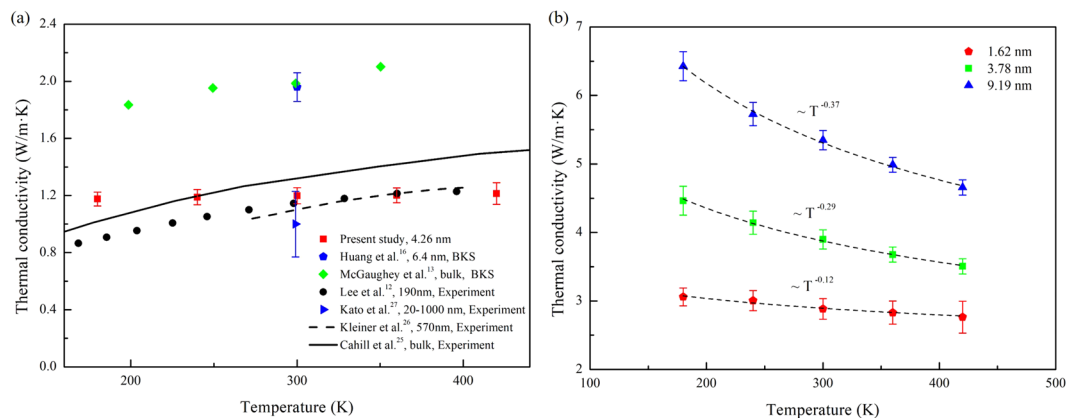 (a)
2.4
2.0
1.6
1.2
0.8
0.4
0.0
Thermal conductivity (W/m·K)
Present study, 4.26 nm
Huang et al.16, 6.4 nm, BKS
McGaughey et al.13, bulk, BKS
Lee et al.12, 190nm, Experiment
Kato et al.27, 20-1000 nm, Experiment
Kleiner et al.26, 570nm, Experiment
Cahill et al.25, bulk, Experiment
200
300
400
Temperature (K)
(b)
7
6
5
4
3
2
Thermal conductivity (W/m·K)
1.62 nm
3.78 nm
9.19 nm
~ T-0.37
~ T-0.29
~ T-0.12
100
200
300
400
500
Temperature (K)